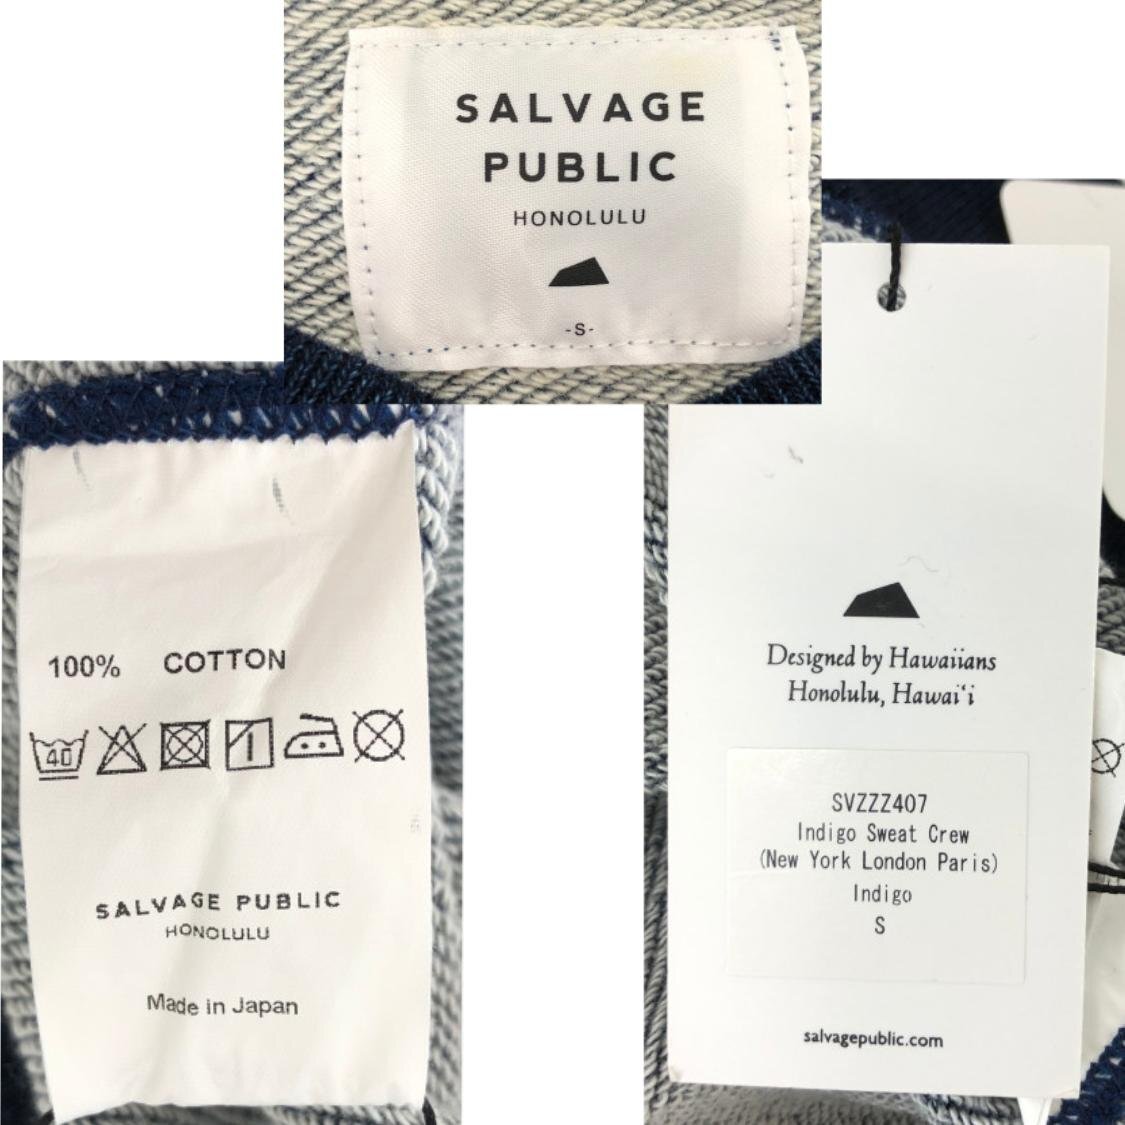 SALVAGE
PUBLIC
HONOLULU
-S-
100% COTTON
40
SALVAGE PUBLIC
HONOLULU
Made in Japan
Designed by Hawaiians
Honolulu, Hawaiʻi
SVZZZ407
Indigo Sweat Crew
(New York London Paris)
Indigo
S
salvagepublic.com